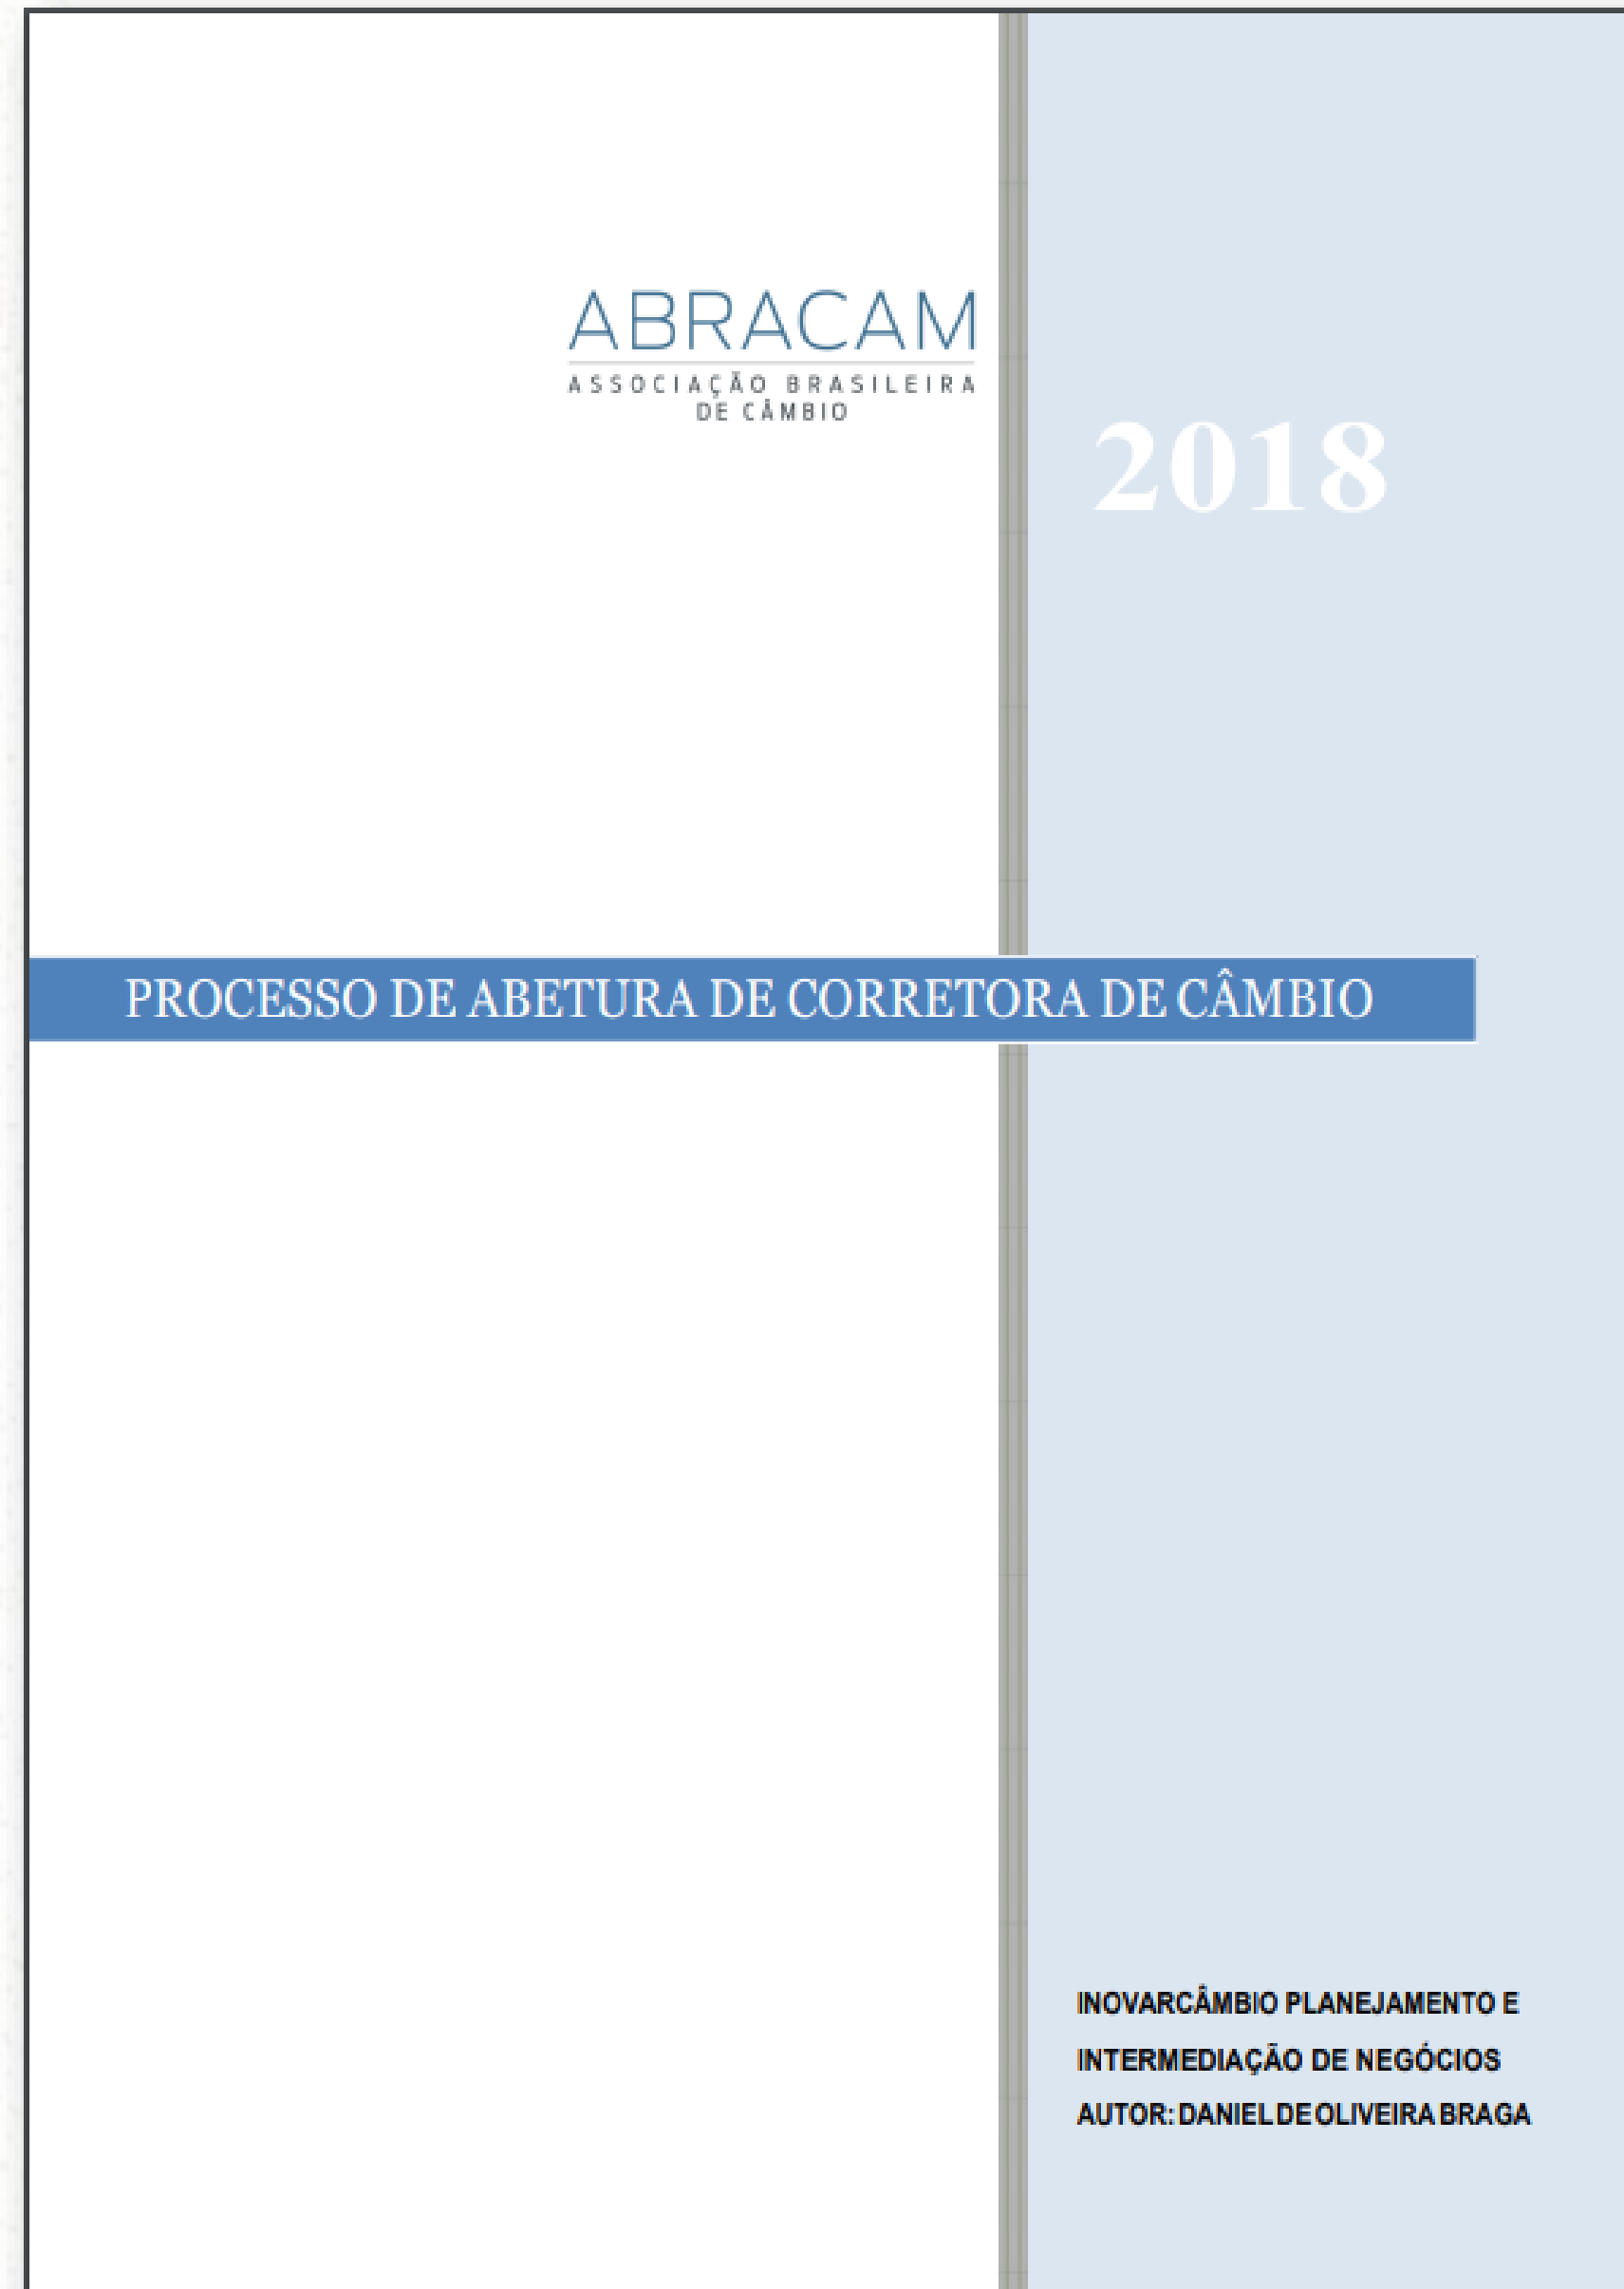 ABRACAM
ASSOCIAÇÃO BRASILEIRA
DE CÂMBIO
2018
PROCESSO DE ABETURA DE CORRETORA DE CÂMBIO
INOVARCÂMBIO PLANEJAMENTO E
INTERMEDIAÇÃO DE NEGÓCIOS
AUTOR: DANIEL DE OLIVEIRA BRAGA